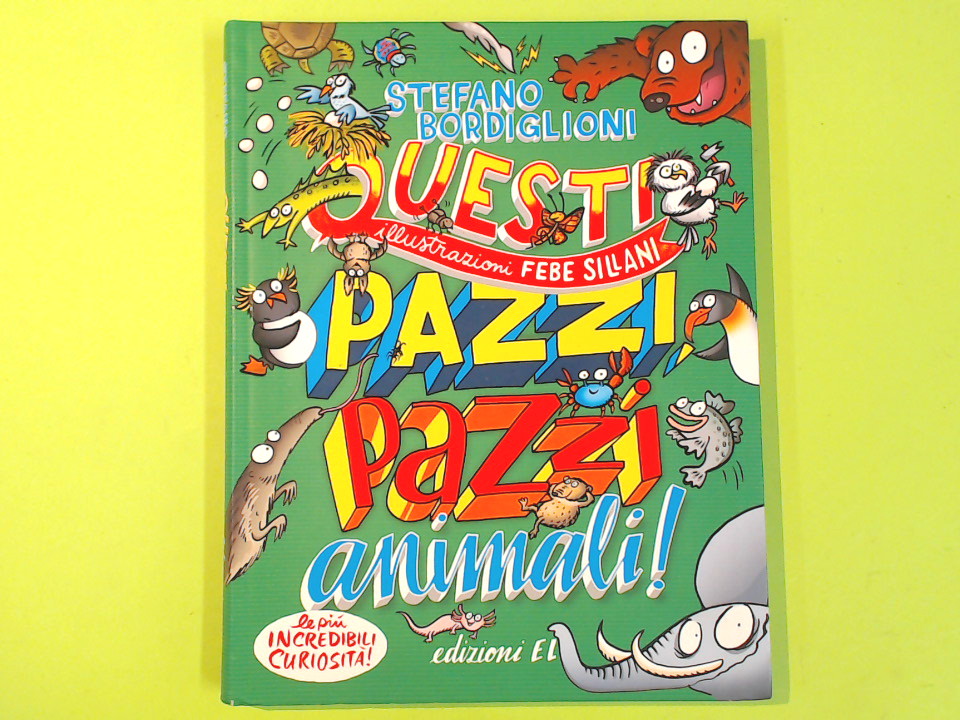 STEFANO
BORDIGLIONI
QUESTI
illustrazioni FEBE SILLANI
PAZZI
PAZZI
animali!
le più
INCREDIBILI
CURIOSITÀ!
edizioni EL